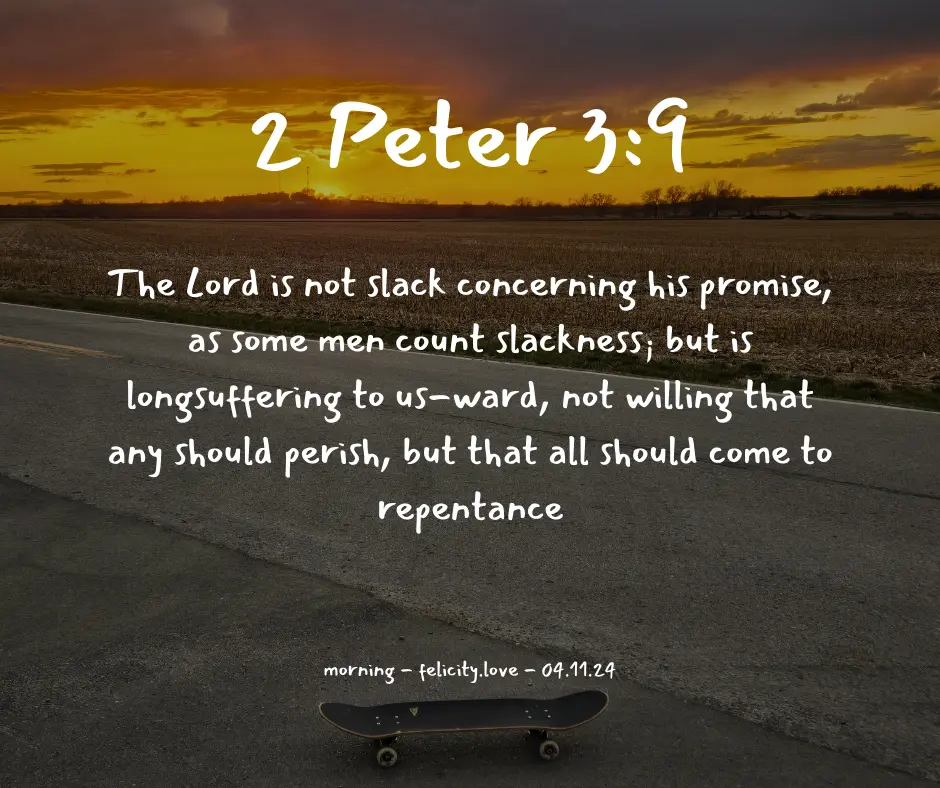 2 Peter 3:9
The Lord is not slack concerning his promise,
as some men count slackness; but is
longsuffering to us-ward, not willing that
any should perish, but that all should come to
repentance
morning - felicity.love - 04.11.24